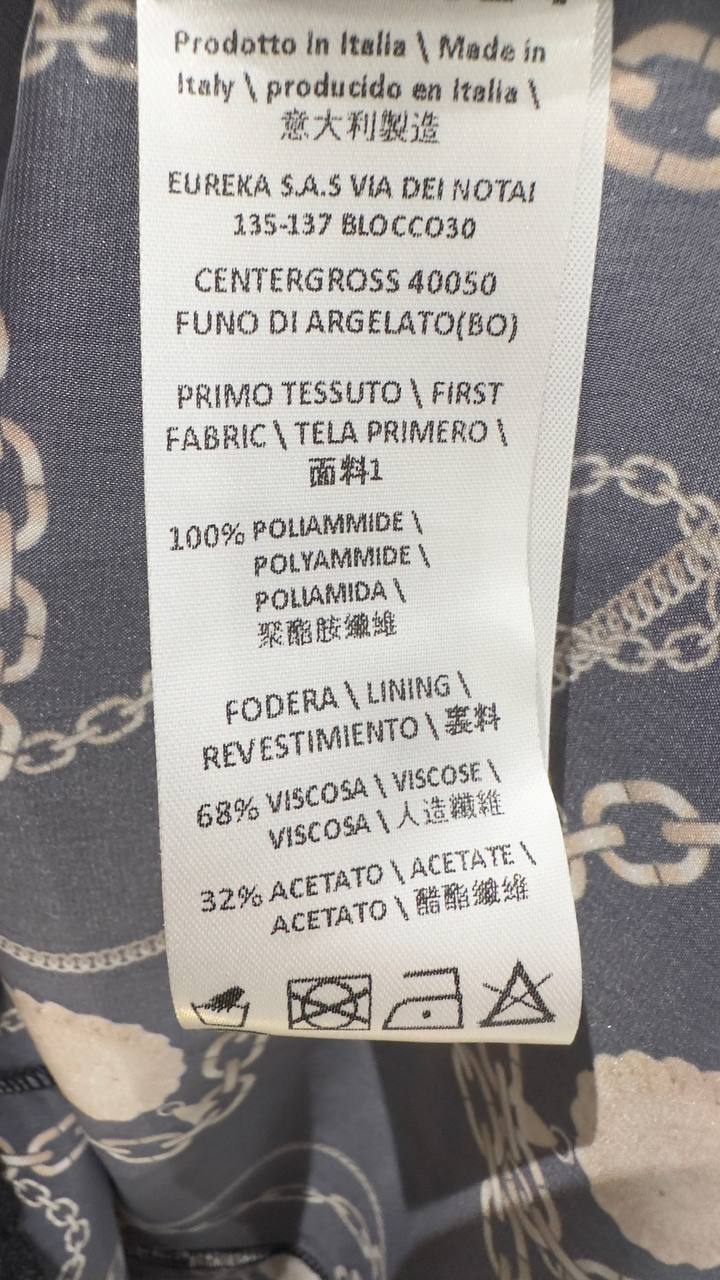 Prodotto in Italia \ Made in
Italy \ producido en Italia \
意大利製造
EUREKA S.A.S VIA DEI NOTAI
135-137 BLOCCO30
CENTERGROSS 40050
FUNO DI ARGELATO(BO)
PRIMO TESSUTO \ FIRST
FABRIC \ TELA PRIMERO \
面料1
100% POLIAMMIDE \
POLYAMMIDE \
POLIAMIDA \
聚酯胺纖維
FODERA \ LINING \
REVESTIMIENTO \ 裏料
68% VISCOSA \ VISCOSE \
VISCOSA \ 人造纖維
32% ACETATO \ ACETATE \
ACETATO \ 醋酯纖維